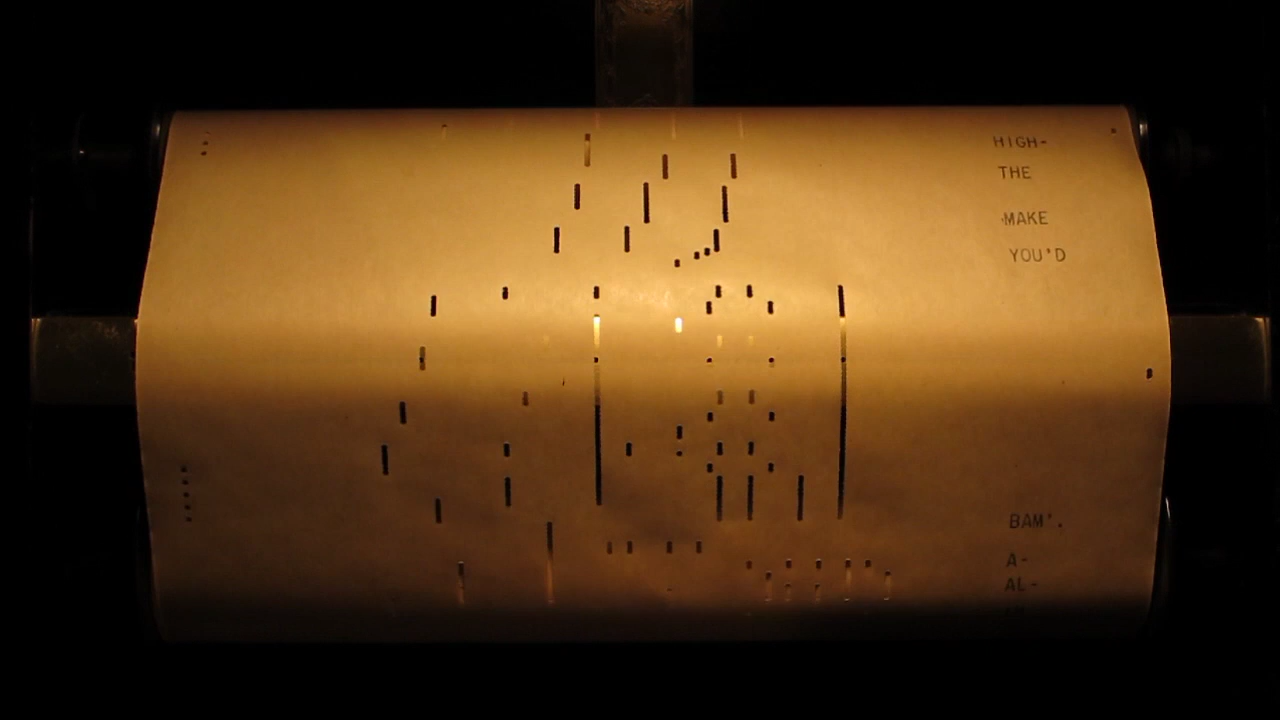 HIGH-
THE
MAKE
YOU'D
BAM'.
A-
AL-